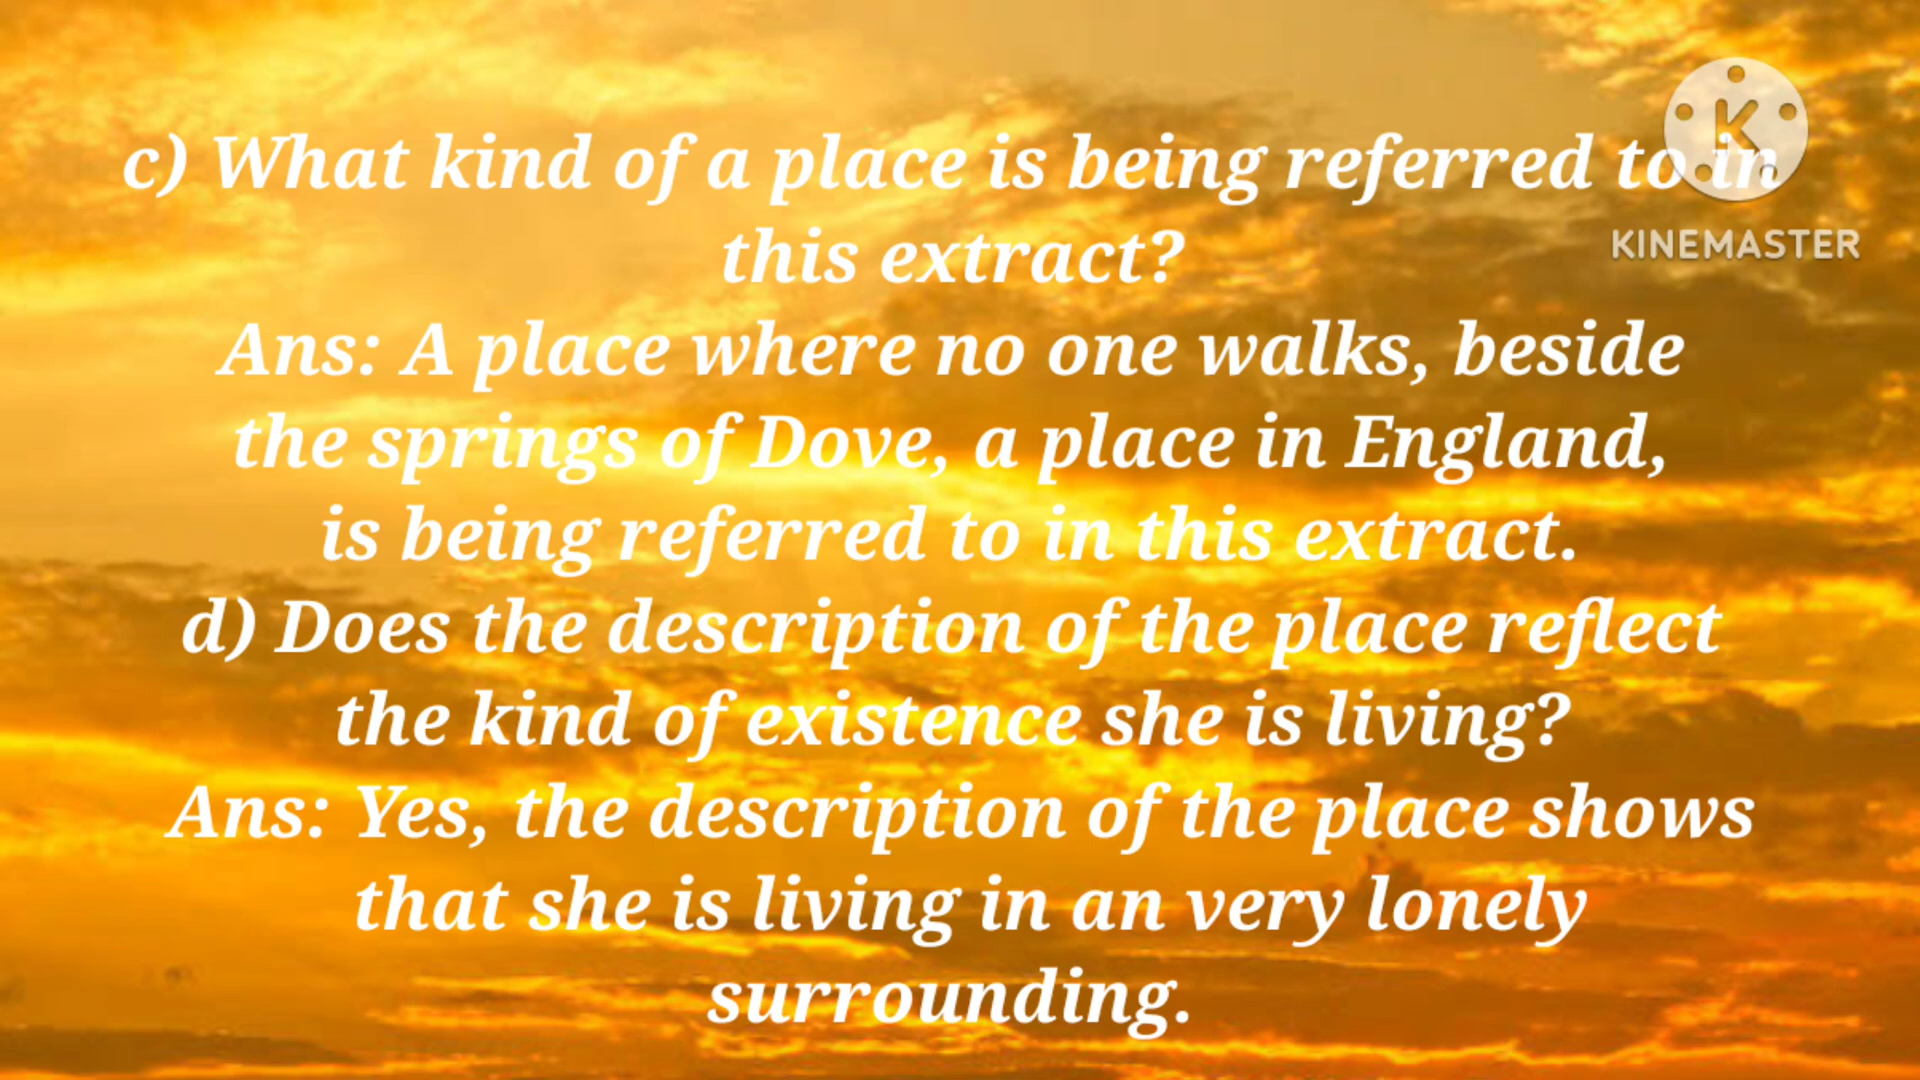 c) What kind of a place is being referred to in
this extract?
Ans: A place where no one walks, beside
the springs of Dove, a place in England,
is being referred to in this extract.
d) Does the description of the place reflect
the kind of existence she is living?
Ans: Yes, the description of the place shows
that she is living in an very lonely
surrounding.
K
KINEMASTER